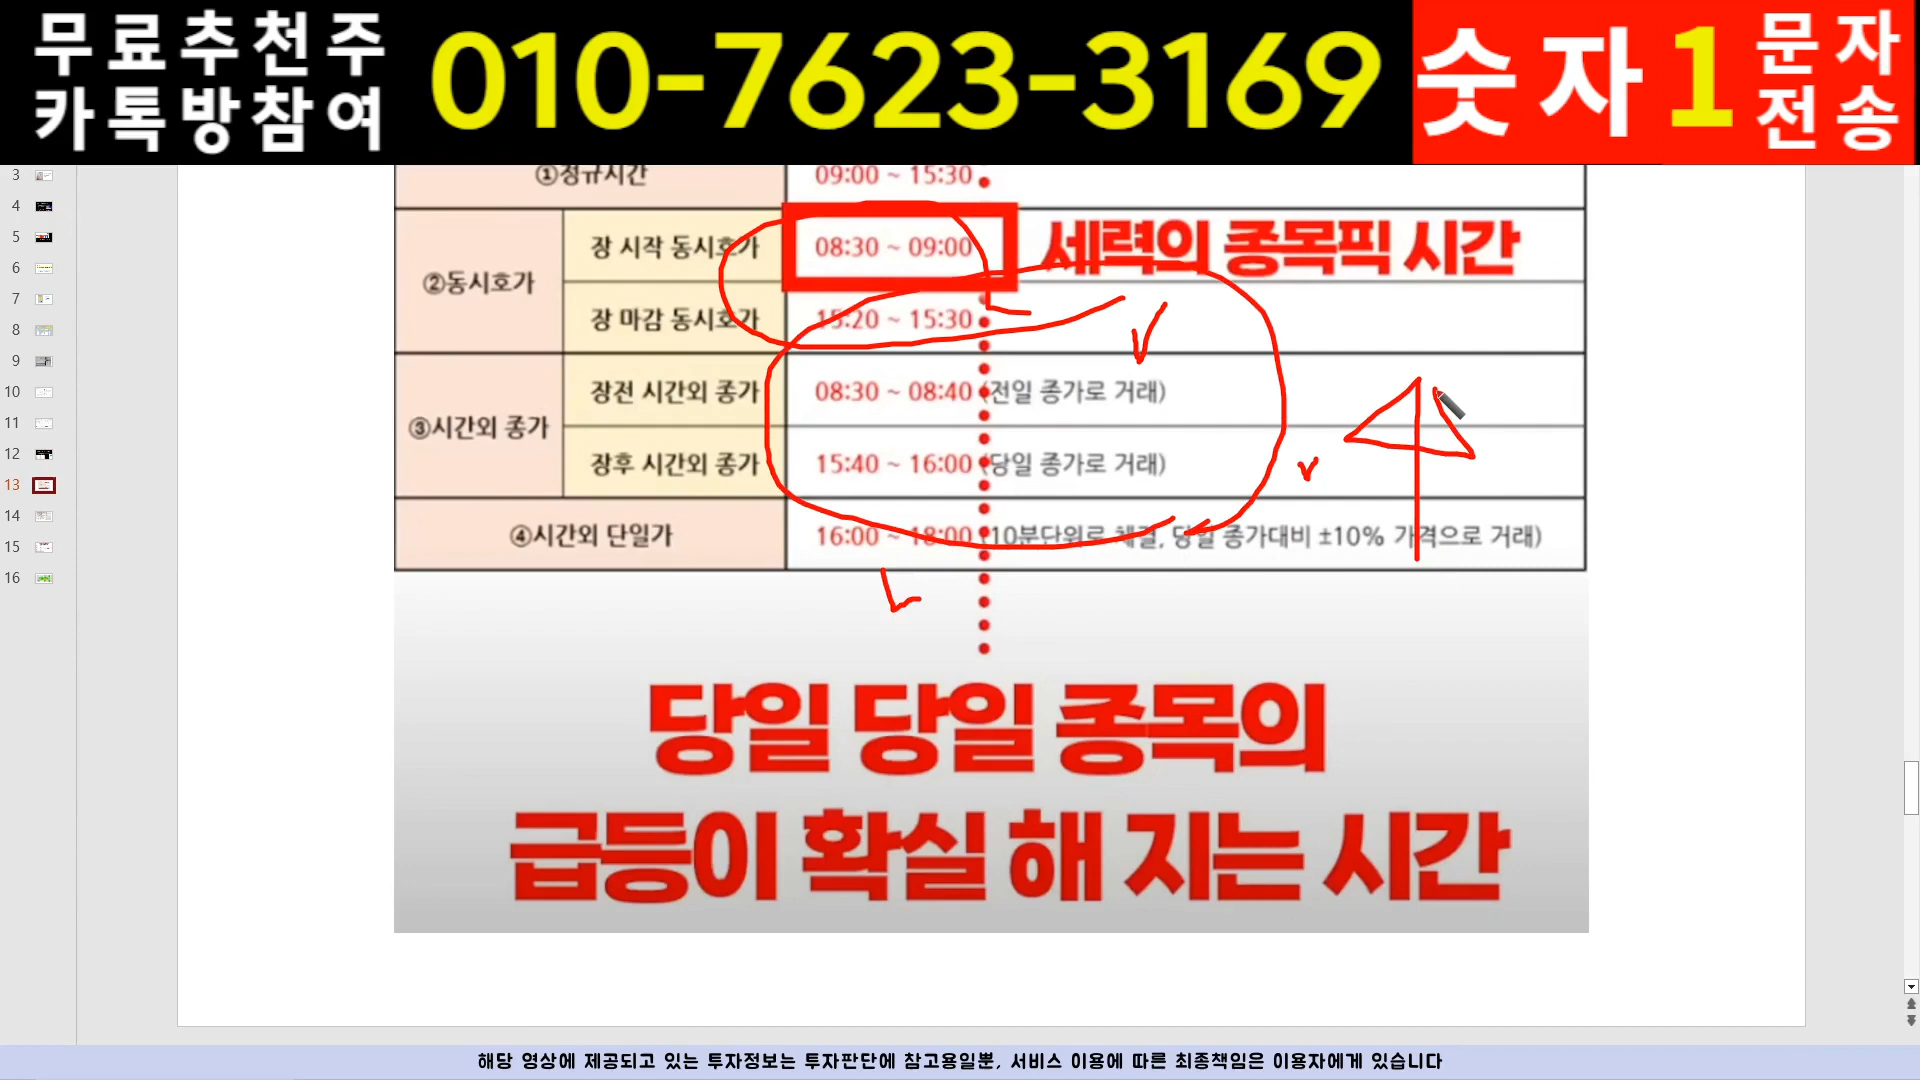 무료추천주
카톡방참여
010-7623-3169
숫자1
문자
전송
①정규시간 09:00 ~ 15:30
②동시호가
장 시작 동시호가 08:30 ~ 09:00 세력의 종목픽 시간
장 마감 동시호가 15:20 ~ 15:30
③시간외 종가
장전 시간외 종가 08:30 ~ 08:40 (전일 종가로 거래)
장후 시간외 종가 15:40 ~ 16:00 (당일 종가로 거래)
④시간외 단일가 16:00 ~ 18:00 (10분단위로 체결, 당일 종가대비 ±10% 가격으로 거래)
당일 당일 종목의
급등이 확실 해 지는 시간
3
4
5
6
7
8
9
10
11
12
13
14
15
16
해당 영상에 제공되고 있는 투자정보는 투자판단에 참고용일뿐, 서비스 이용에 따른 최종책임은 이용자에게 있습니다